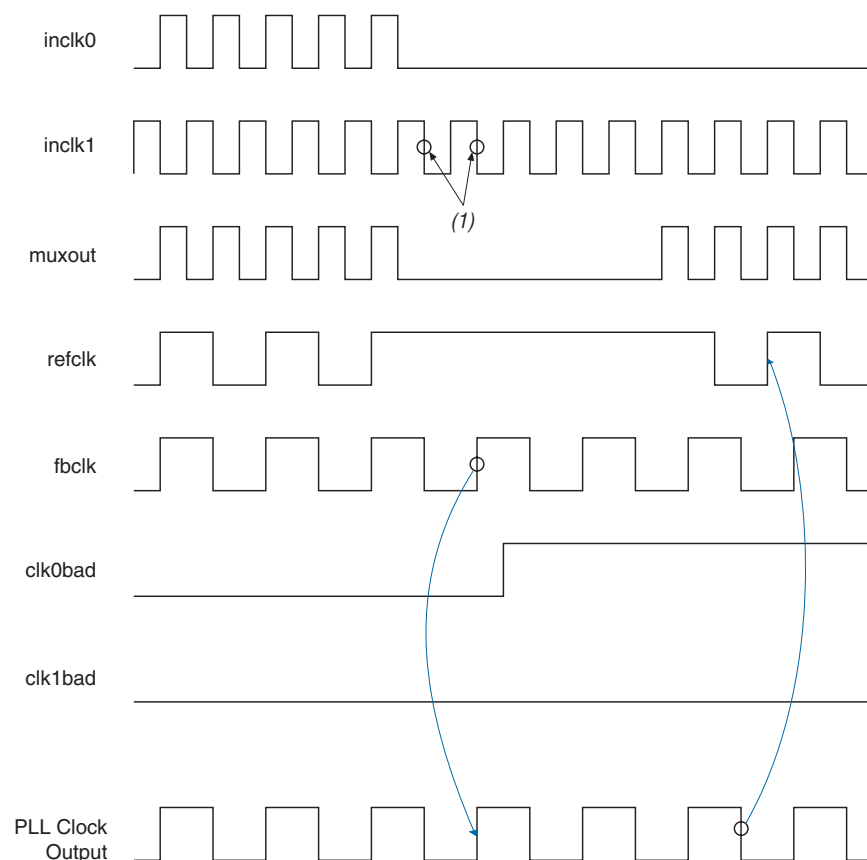 inclk0
inclk1
(1)
muxout
refclk
fbclk
clk0bad
clk1bad
PLL Clock
Output